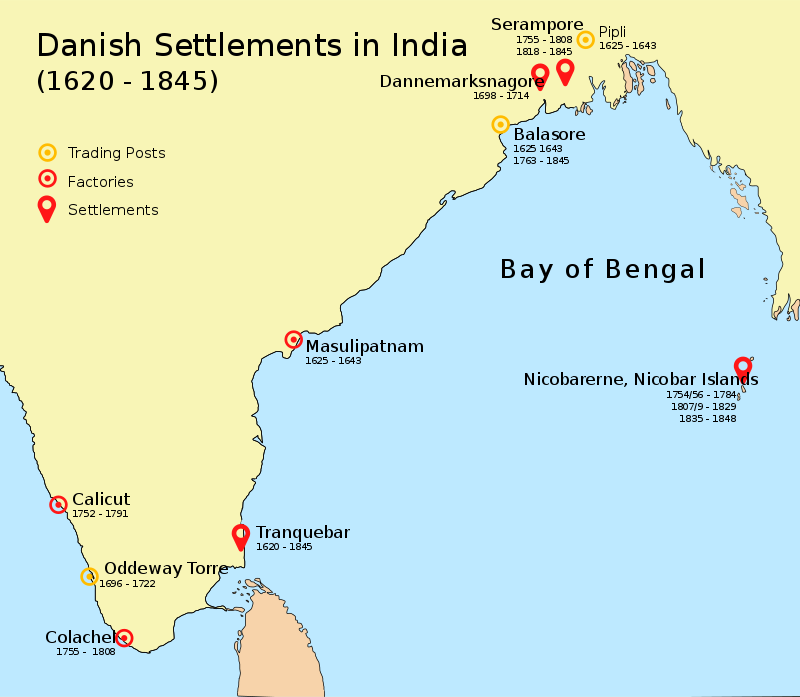 Danish Settlements in India
(1620 - 1845)
Trading Posts
Factories
Settlements
Serampore
1755 - 1808
1818 - 1845
Pipli
1625 - 1643
Dannemarksnagore
1698 - 1714
Balasore
1625 1643
1763 - 1845
Bay of Bengal
Masulipatnam
1625 - 1643
Nicobarerne, Nicobar Islands
1754/56 - 1784
1807/9 - 1829
1835 - 1848
Calicut
1752 - 1791
Tranquebar
1620 - 1845
Oddeway Torre
1696 - 1722
Colachel
1755 - 1808